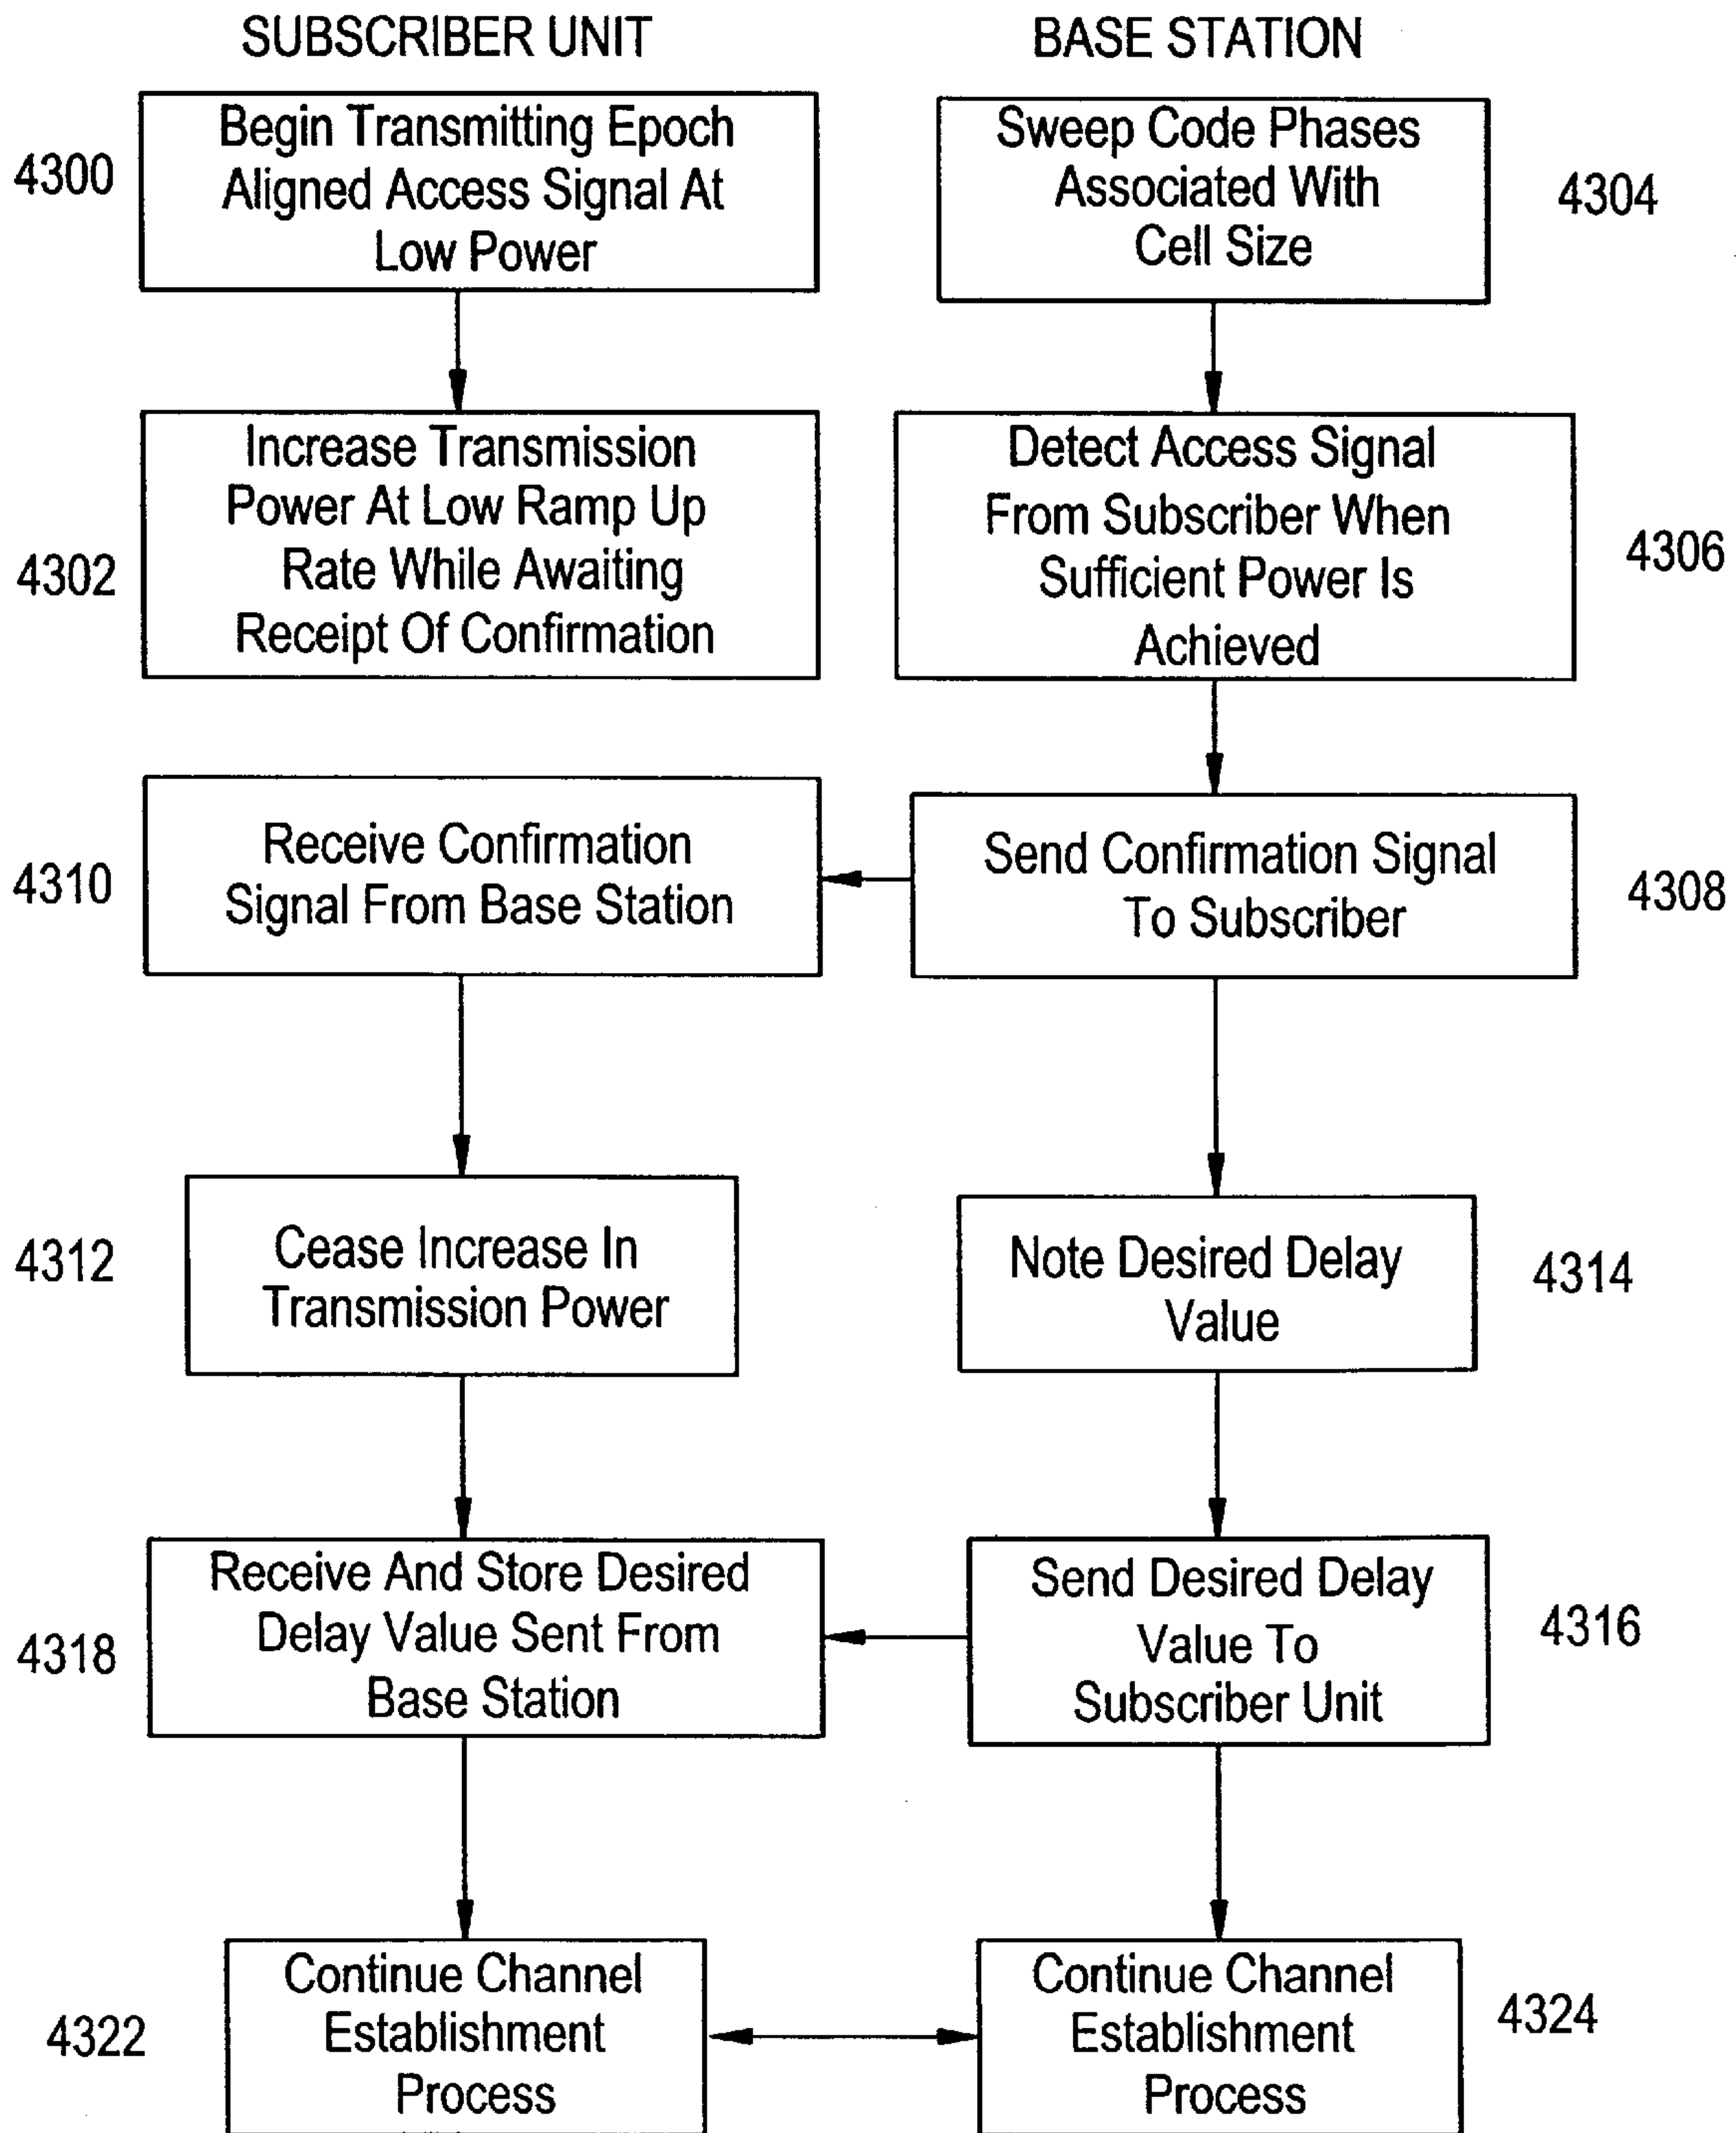 SUBSCRIBER UNIT
BASE STATION
4300
Begin Transmitting Epoch
Aligned Access Signal At
Low Power
Sweep Code Phases
Associated With
Cell Size
4304
4302
Increase Transmission
Power At Low Ramp Up
Rate While Awaiting
Receipt Of Confirmation
Detect Access Signal
From Subscriber When
Sufficient Power Is
Achieved
4306
4310
Receive Confirmation
Signal From Base Station
Send Confirmation Signal
To Subscriber
4308
4312
Cease Increase In
Transmission Power
Note Desired Delay
Value
4314
4318
Receive And Store Desired
Delay Value Sent From
Base Station
Send Desired Delay
Value To
Subscriber Unit
4316
4322
Continue Channel
Establishment
Process
Continue Channel
Establishment
Process
4324